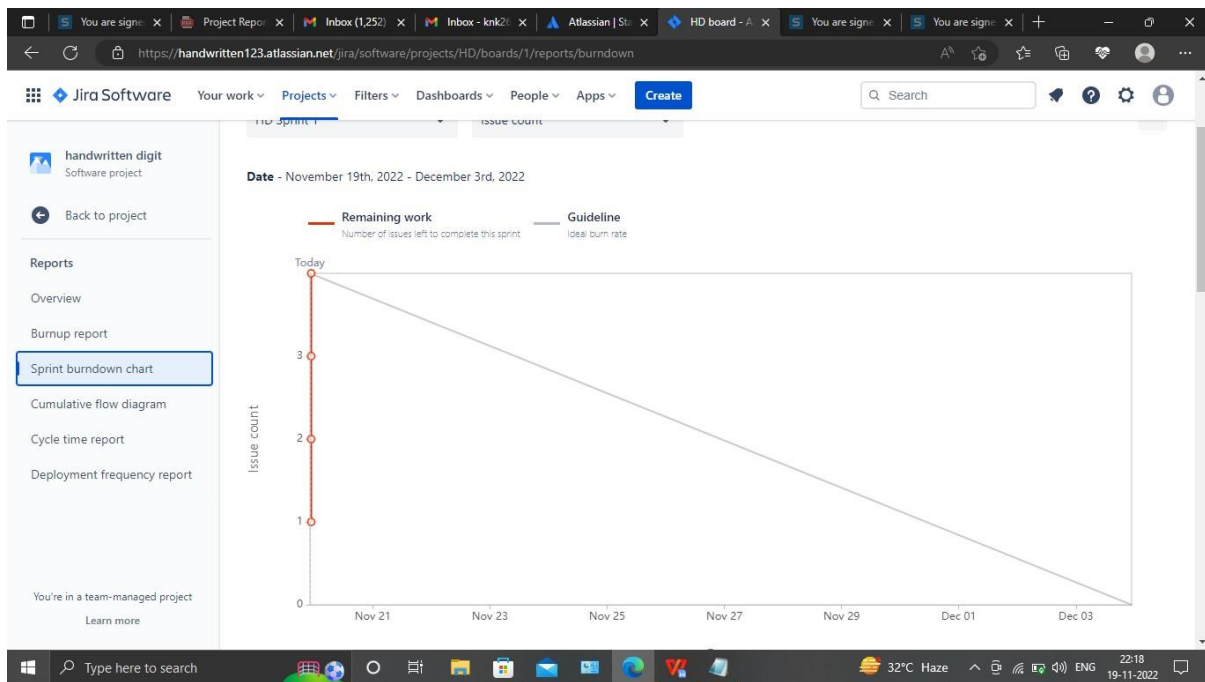 You are signe
Project Repor
Inbox (1,252)
Inbox - knk26
Atlassian | Sta
HD board - A
You are signe
You are signe
https://handwritten123.atlassian.net/jira/software/projects/HD/boards/1/reports/burndown
Jira Software Your work Projects Filters Dashboards People Apps Create Search
HD Sprint 1 Issue count
handwritten digit
Software project
Back to project
Reports
Overview
Burnup report
Sprint burndown chart
Cumulative flow diagram
Cycle time report
Deployment frequency report
You're in a team-managed project
Learn more
Date - November 19th, 2022 - December 3rd, 2022
Remaining work
Number of issues left to complete this sprint
Guideline
Ideal burn rate
Today
Issue count
3
2
1
0
Nov 21 Nov 23 Nov 25 Nov 27 Nov 29 Dec 01 Dec 03
Type here to search
32°C Haze
ENG
22:18
19-11-2022